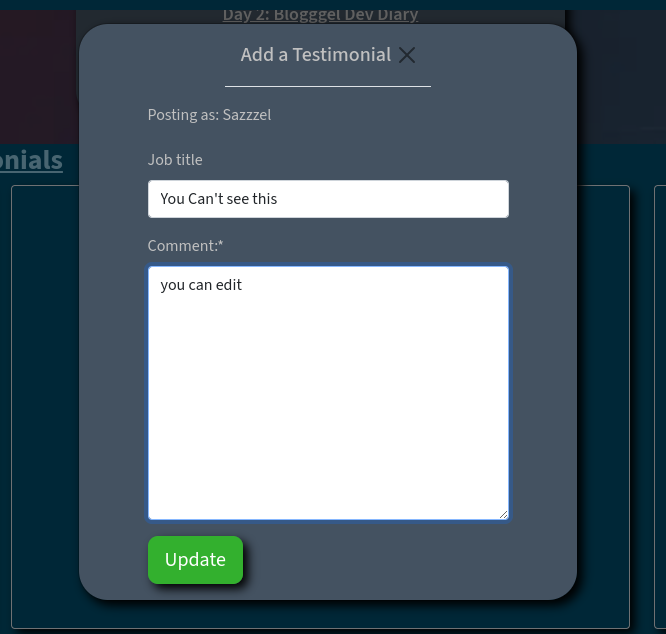 Day 2: Blogggel Dev Diary
Add a Testimonial
onials
Posting as: Sazzzel
Job title
You Can't see this
Comment:*
you can edit
Update